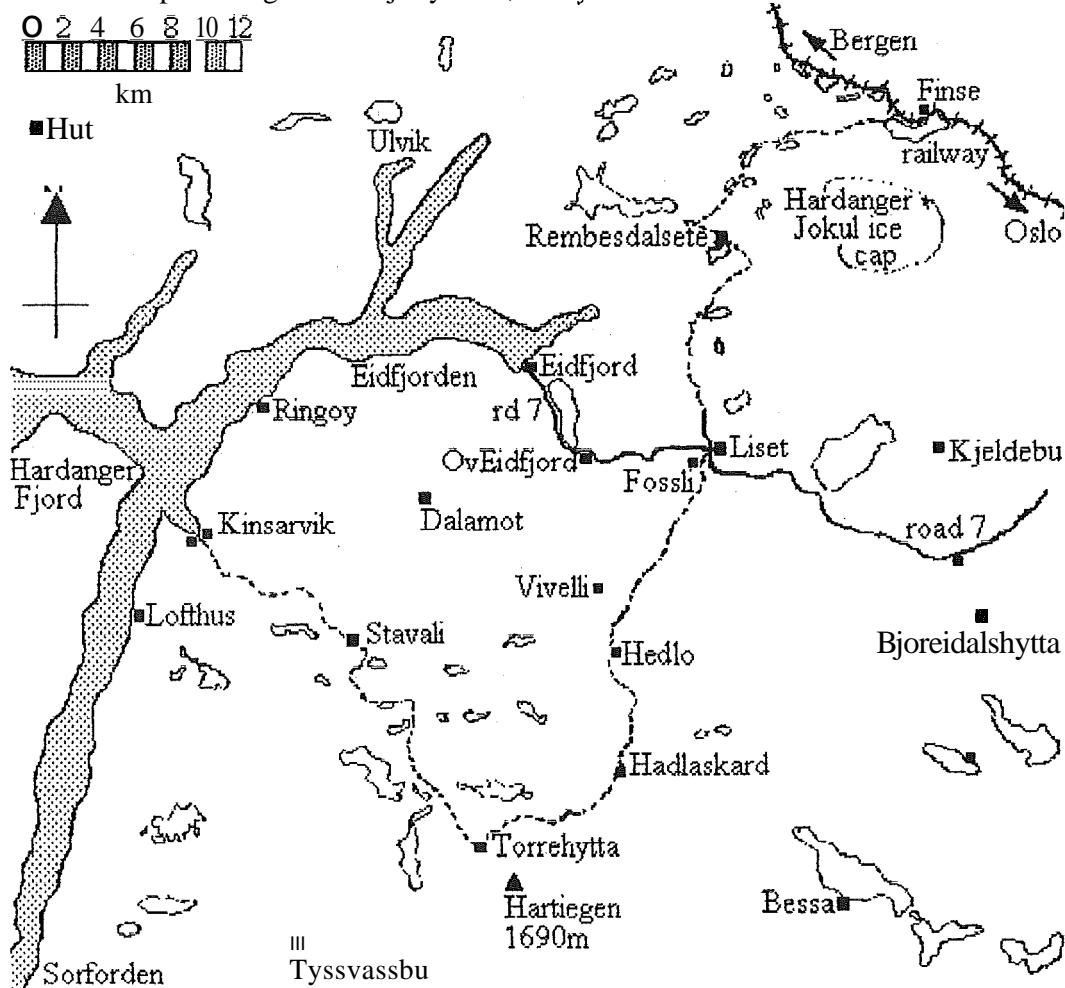 0 2 4 6 8 10 12
km
Hut
N
Bergen
Finse
railway
Oslo
Ulvik
Hardanger
Jokul ice
cap
Rembesdalsete
Eidfjorden
Eidfjord
rd 7
Ringoy
Hardanger
Fjord
OvEidfjord
Liset
Fossli
Kjeldebu
Dalamot
Kinsarvik
road 7
Vivelli
Lofthus
Stavali
Hedlo
Bjoreidalshytta
Hadlaskard
Torrehytta
Hartiegen
1690m
Bessa
Tyssvassbu
Sorforden